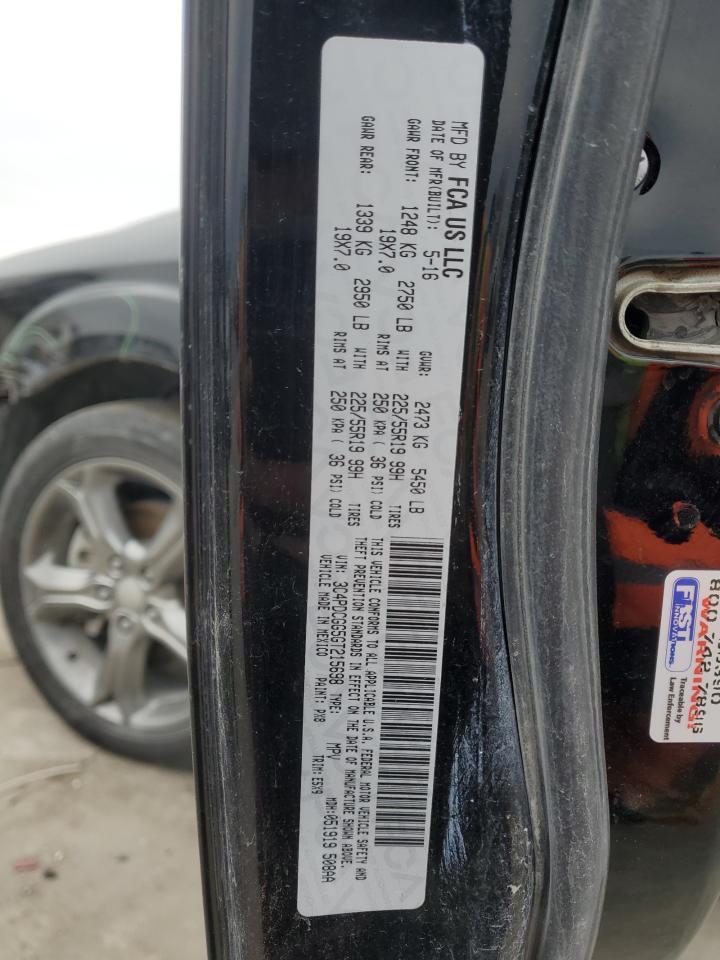 MFD BY FCA US LLC
DATE OF MFR(BUILT): 5-16 GVWR: 2473 KG 5450 LB
GAWR FRONT: 1248 KG 2750 LB WITH 225/55R19 99H TIRES
19X7.0 RIMS AT 250 KPA ( 36 PSI) COLD
GAWR REAR: 1339 KG 2950 LB WITH 225/55R19 99H TIRES
19X7.0 RIMS AT 250 KPA ( 36 PSI) COLD
THIS VEHICLE CONFORMS TO ALL APPLICABLE U.S.A. FEDERAL MOTOR VEHICLE SAFETY AND
THEFT PREVENTION STANDARDS IN EFFECT ON THE DATE OF MANUFACTURE SHOWN ABOVE.
VIN: 3C4PDCGG5GT215698 TYPE: MPV MDH:051919 508AA
VEHICLE MADE IN MEXICO PAINT: PX8 TRIM: E5X9
WARNING!
FIRST
INNOVATIONS
Traceable by
Law Enforcement